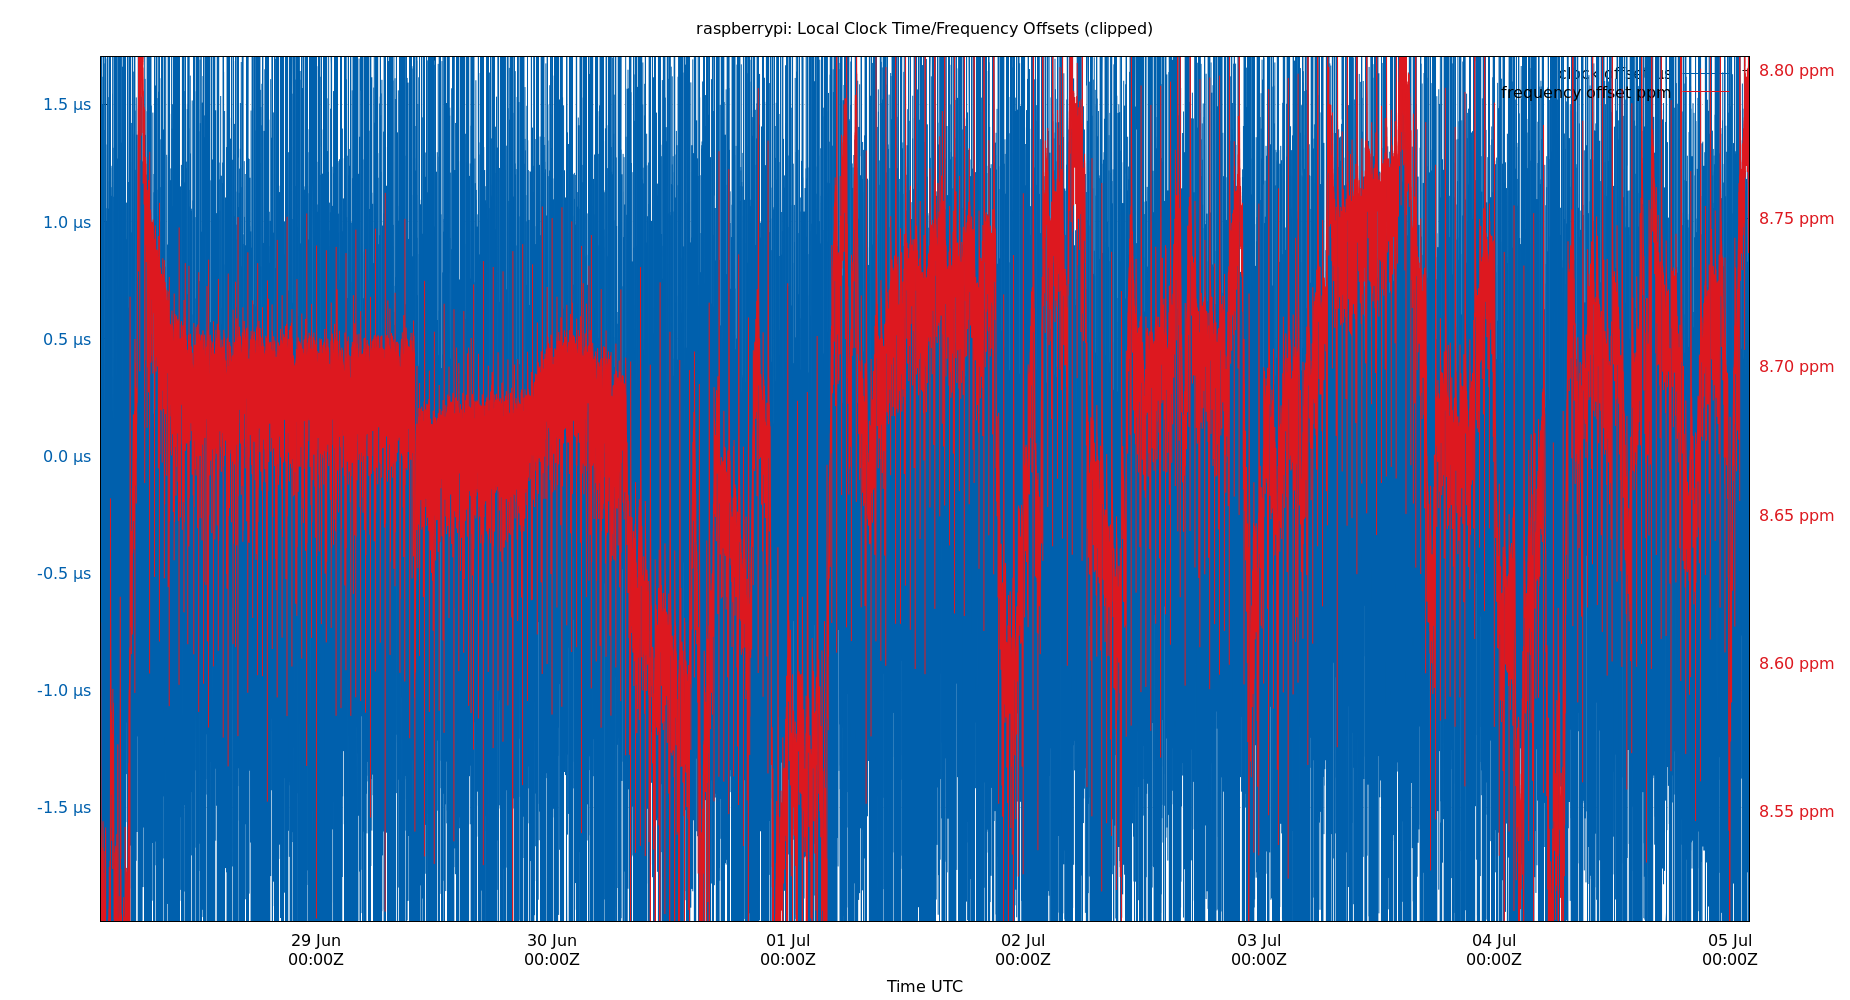 raspberrypi: Local Clock Time/Frequency Offsets (clipped)
clock offset µs
frequency offset ppm
1.5 µs
1.0 µs
0.5 µs
0.0 µs
-0.5 µs
-1.0 µs
-1.5 µs
8.80 ppm
8.75 ppm
8.70 ppm
8.65 ppm
8.60 ppm
8.55 ppm
29 Jun 30 Jun 01 Jul 02 Jul 03 Jul 04 Jul 05 Jul
00:00Z 00:00Z 00:00Z 00:00Z 00:00Z 00:00Z 00:00Z
Time UTC